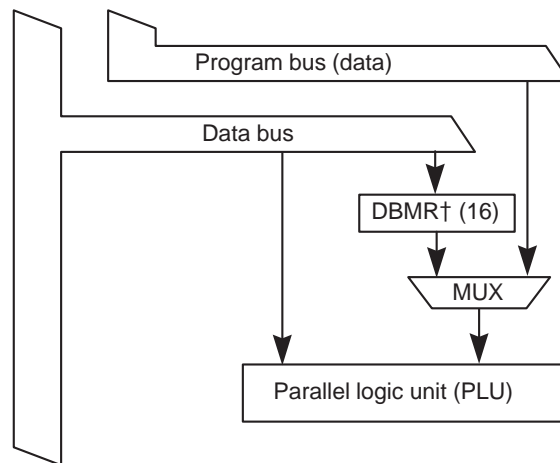 Program bus (data)
Data bus
DBMR† (16)
MUX
Parallel logic unit (PLU)